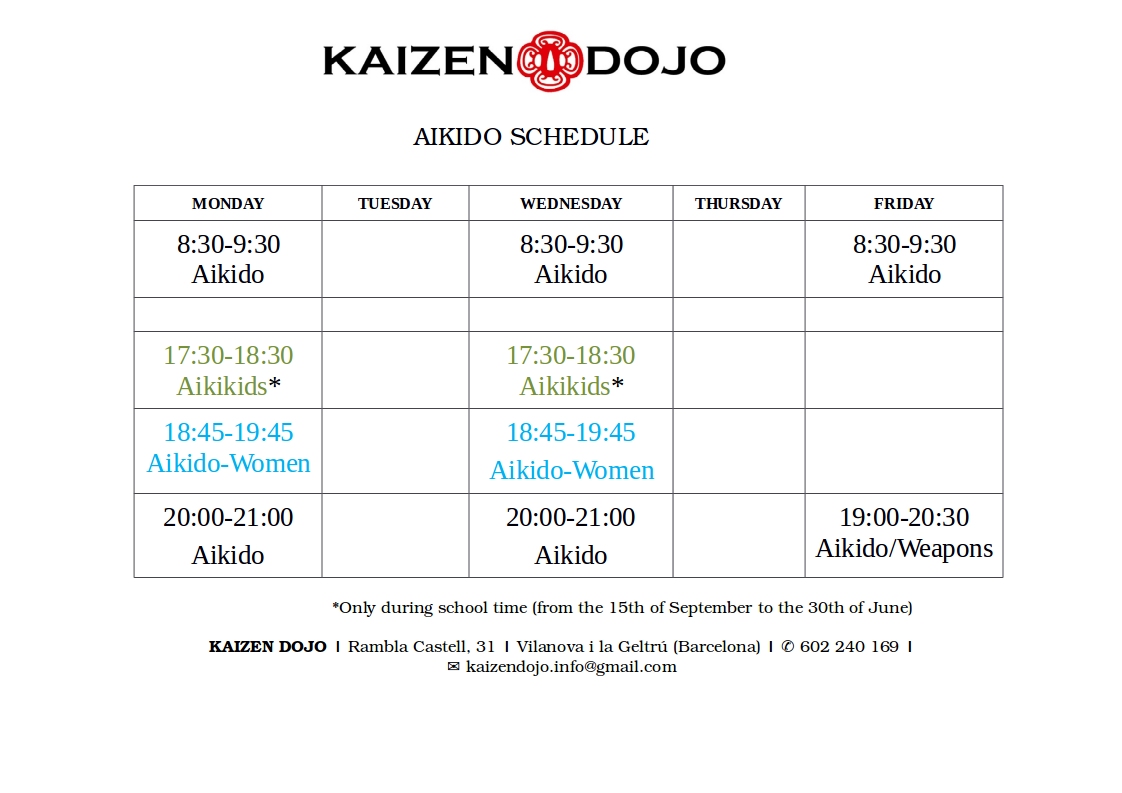 KAIZEN DOJO
AIKIDO SCHEDULE
MONDAY TUESDAY WEDNESDAY THURSDAY FRIDAY
8:30-9:30 8:30-9:30 8:30-9:30
Aikido Aikido Aikido
17:30-18:30 17:30-18:30
Aikikids* Aikikids*
18:45-19:45 18:45-19:45
Aikido-Women Aikido-Women
20:00-21:00 20:00-21:00 19:00-20:30
Aikido Aikido Aikido/Weapons
*Only during school time (from the 15th of September to the 30th of June)
KAIZEN DOJO I Rambla Castell, 31 I Vilanova i la Geltrú (Barcelona) I ✆ 602 240 169 I
✉ kaizendojo.info@gmail.com